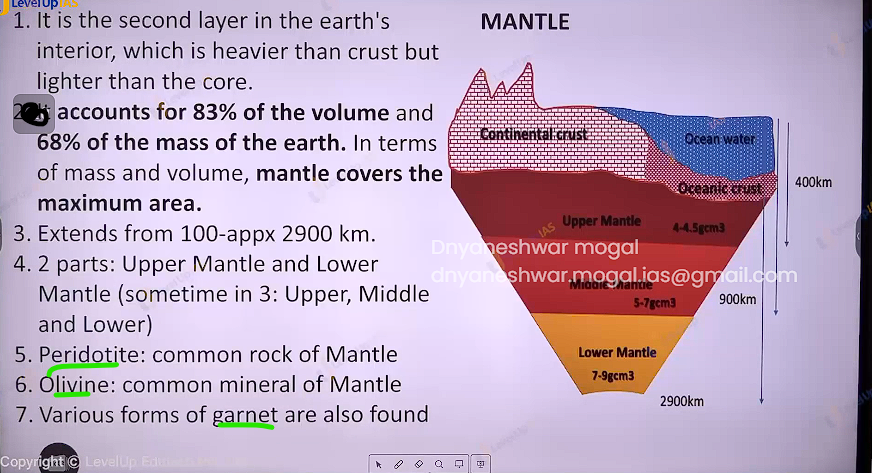 LevelUp IAS
MANTLE
1. It is the second layer in the earth's
interior, which is heavier than crust but
lighter than the core.
accounts for 83% of the volume and
68% of the mass of the earth. In terms
of mass and volume, mantle covers the
maximum area.
3. Extends from 100-appx 2900 km.
4. 2 parts: Upper Mantle and Lower
Mantle (sometime in 3: Upper, Middle
and Lower)
5. Peridotite: common rock of Mantle
6. Olivine: common mineral of Mantle
7. Various forms of garnet are also found
Continental crust
Ocean water
Oceanic crust
400km
Upper Mantle
4-4.5gcm3
IAS
Dnyaneshwar mogal
dnyaneshwar.mogal.ias@gmail.com
Middle Mantle
5-7gcm3
900km
Lower Mantle
7-9gcm3
2900km
Copyright © LevelUp